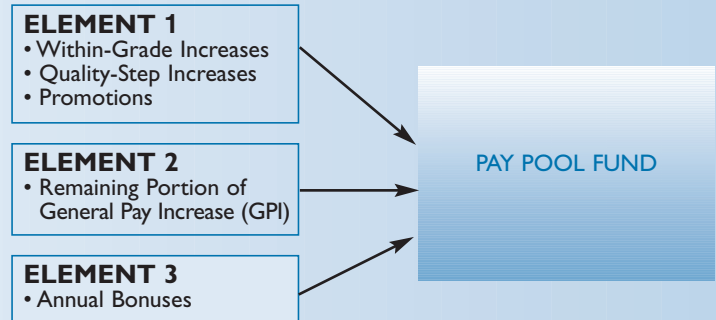 ELEMENT 1
• Within-Grade Increases
• Quality-Step Increases
• Promotions
ELEMENT 2
• Remaining Portion of
General Pay Increase (GPI)
ELEMENT 3
• Annual Bonuses
PAY POOL FUND